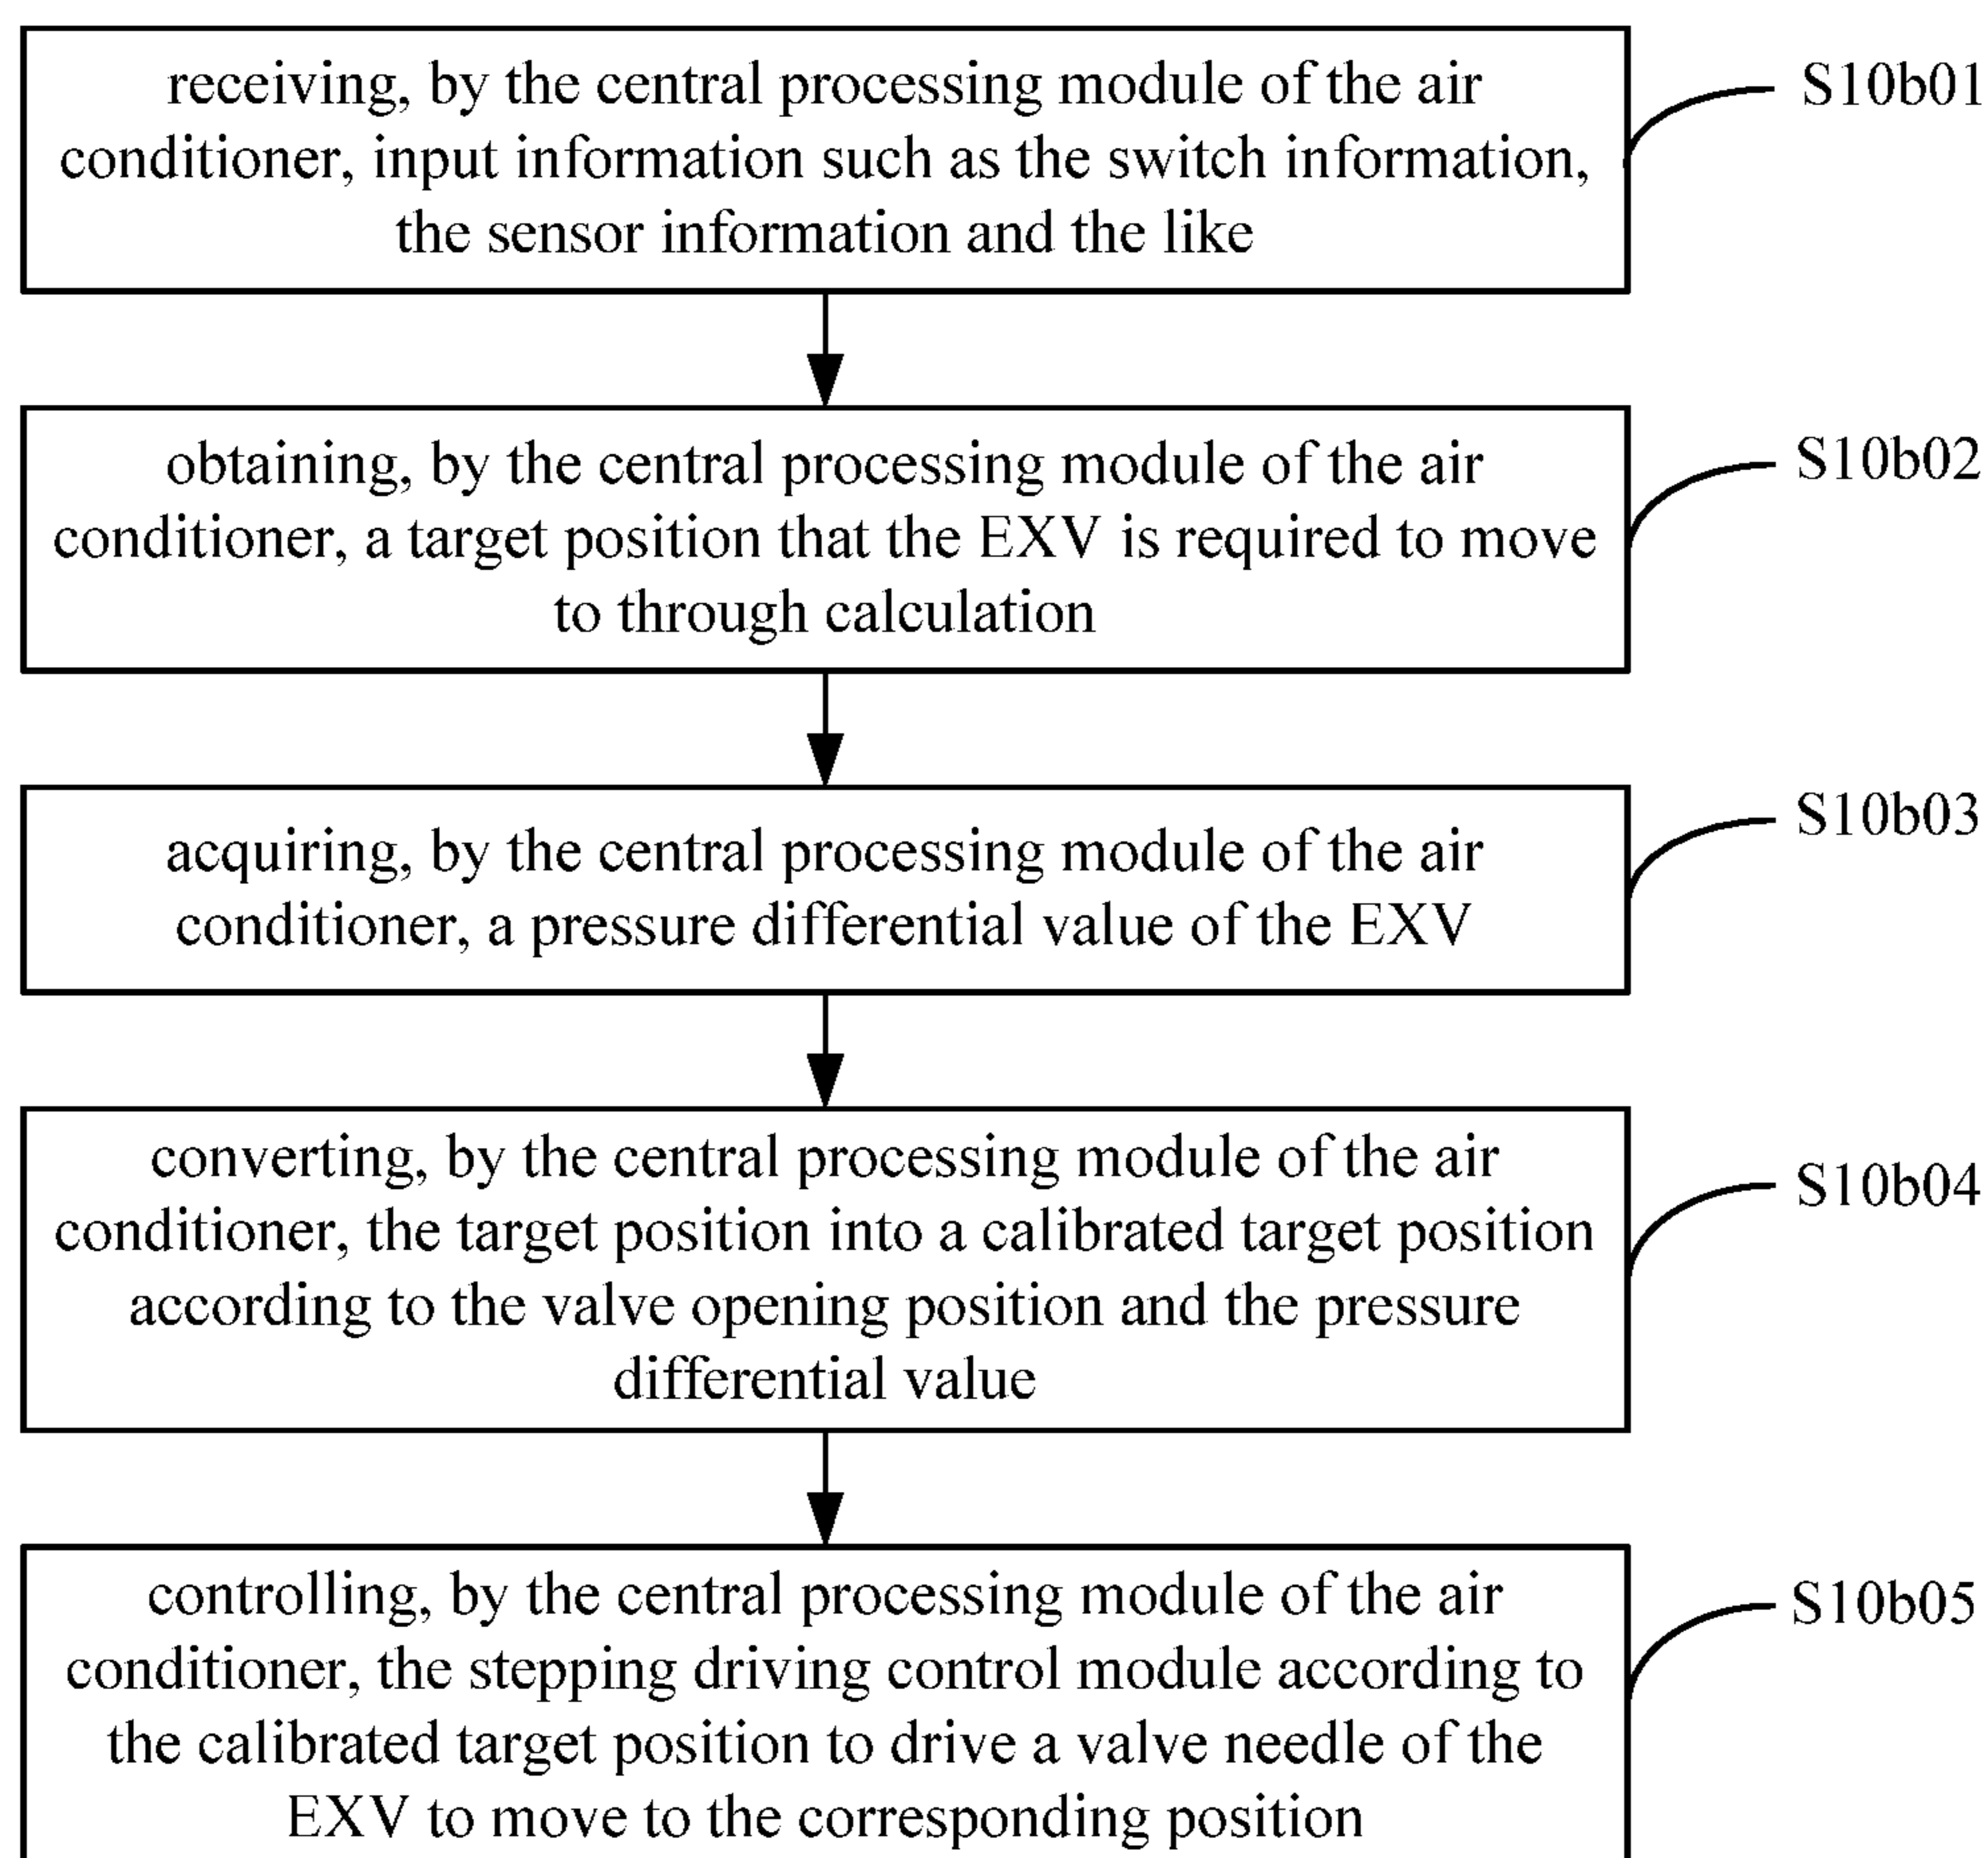 receiving, by the central processing module of the air
conditioner, input information such as the switch information,
the sensor information and the like
S10b01
obtaining, by the central processing module of the air
conditioner, a target position that the EXV is required to move
to through calculation
S10b02
acquiring, by the central processing module of the air
conditioner, a pressure differential value of the EXV
S10b03
converting, by the central processing module of the air
conditioner, the target position into a calibrated target position
according to the valve opening position and the pressure
differential value
S10b04
controlling, by the central processing module of the air
conditioner, the stepping driving control module according to
the calibrated target position to drive a valve needle of the
EXV to move to the corresponding position
S10b05